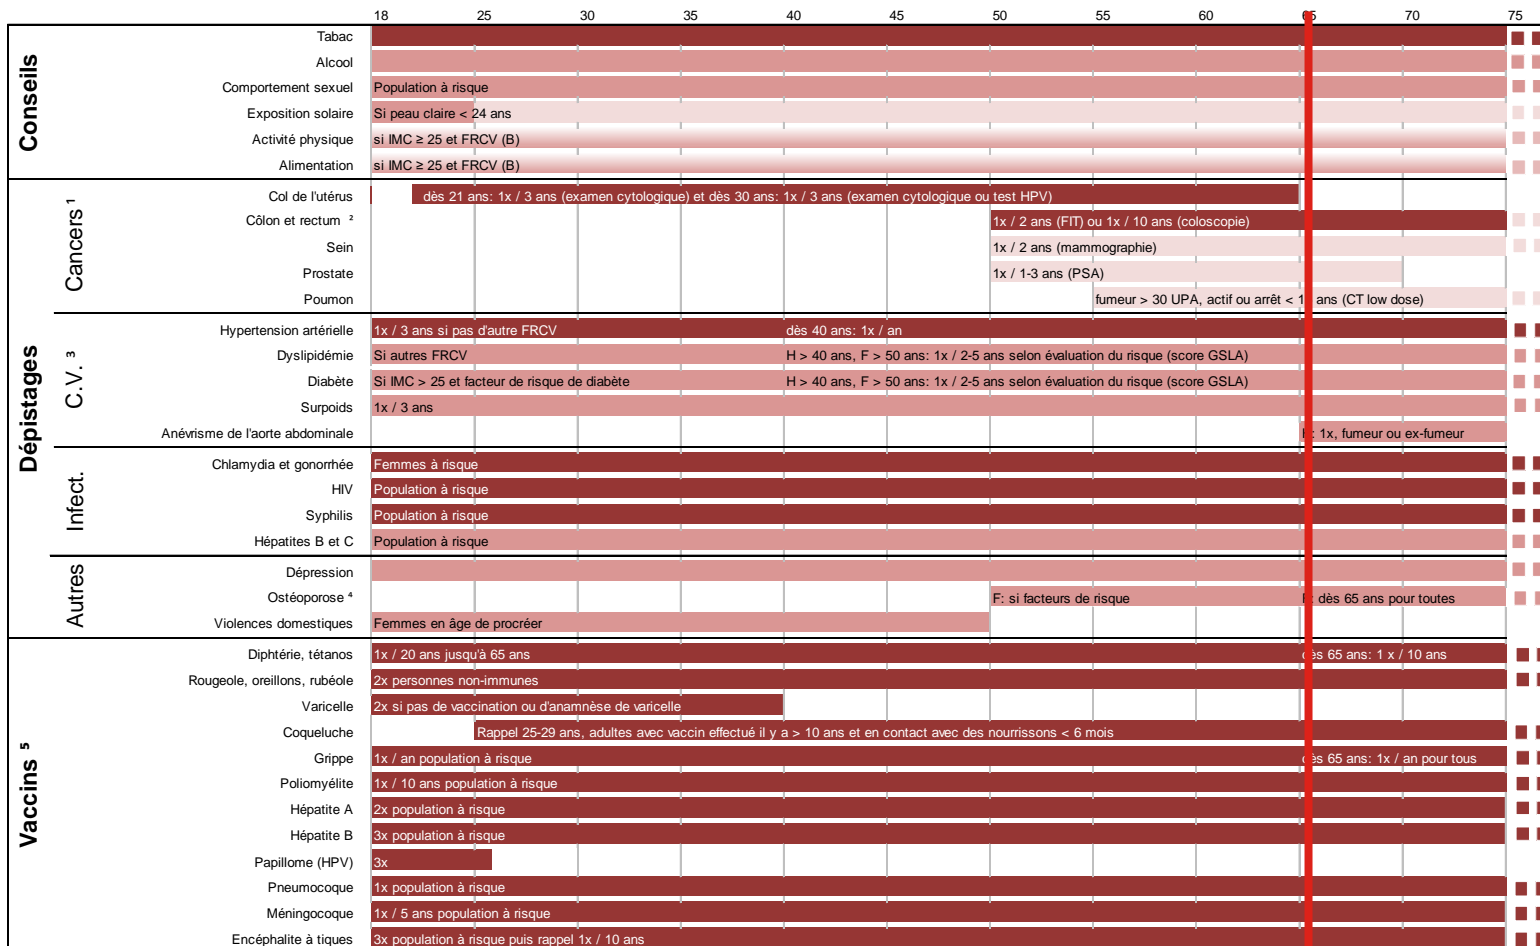 18 25 30 35 40 45 50 55 60 65 70 75
Conseils
Tabac
Alcool
Comportement sexuel Population à risque
Exposition solaire Si peau claire < 24 ans
Activité physique si IMC ≥ 25 et FRCV (B)
Alimentation si IMC ≥ 25 et FRCV (B)
Dépistages
Cancers ¹
Col de l'utérus dès 21 ans: 1x / 3 ans (examen cytologique) et dès 30 ans: 1x / 3 ans (examen cytologique ou test HPV)
Côlon et rectum ² 1x / 2 ans (FIT) ou 1x / 10 ans (coloscopie)
Sein 1x / 2 ans (mammographie)
Prostate 1x / 1-3 ans (PSA)
Poumon fumeur > 30 UPA, actif ou arrêt < 1 ans (CT low dose)
C.V. ³
Hypertension artérielle 1x / 3 ans si pas d'autre FRCV dès 40 ans: 1x / an
Dyslipidémie Si autres FRCV H > 40 ans, F > 50 ans: 1x / 2-5 ans selon évaluation du risque (score GSLA)
Diabète Si IMC > 25 et facteur de risque de diabète H > 40 ans, F > 50 ans: 1x / 2-5 ans selon évaluation du risque (score GSLA)
Surpoids 1x / 3 ans
Anévrisme de l'aorte abdominale H: 1x, fumeur ou ex-fumeur
Infect.
Chlamydia et gonorrhée Femmes à risque
HIV Population à risque
Syphilis Population à risque
Hépatites B et C Population à risque
Autres
Dépression
Ostéoporose ⁴ F: si facteurs de risque F: dès 65 ans pour toutes
Violences domestiques Femmes en âge de procréer
Vaccins ⁵
Diphtérie, tétanos 1x / 20 ans jusqu'à 65 ans dès 65 ans: 1 x / 10 ans
Rougeole, oreillons, rubéole 2x personnes non-immunes
Varicelle 2x si pas de vaccination ou d'anamnèse de varicelle
Coqueluche Rappel 25-29 ans, adultes avec vaccin effectué il y a > 10 ans et en contact avec des nourrissons < 6 mois
Grippe 1x / an population à risque dès 65 ans: 1x / an pour tous
Poliomyélite 1x / 10 ans population à risque
Hépatite A 2x population à risque
Hépatite B 3x population à risque
Papillome (HPV) 3x
Pneumocoque 1x population à risque
Méningocoque 1x / 5 ans population à risque
Encéphalite à tiques 3x population à risque puis rappel 1x / 10 ans